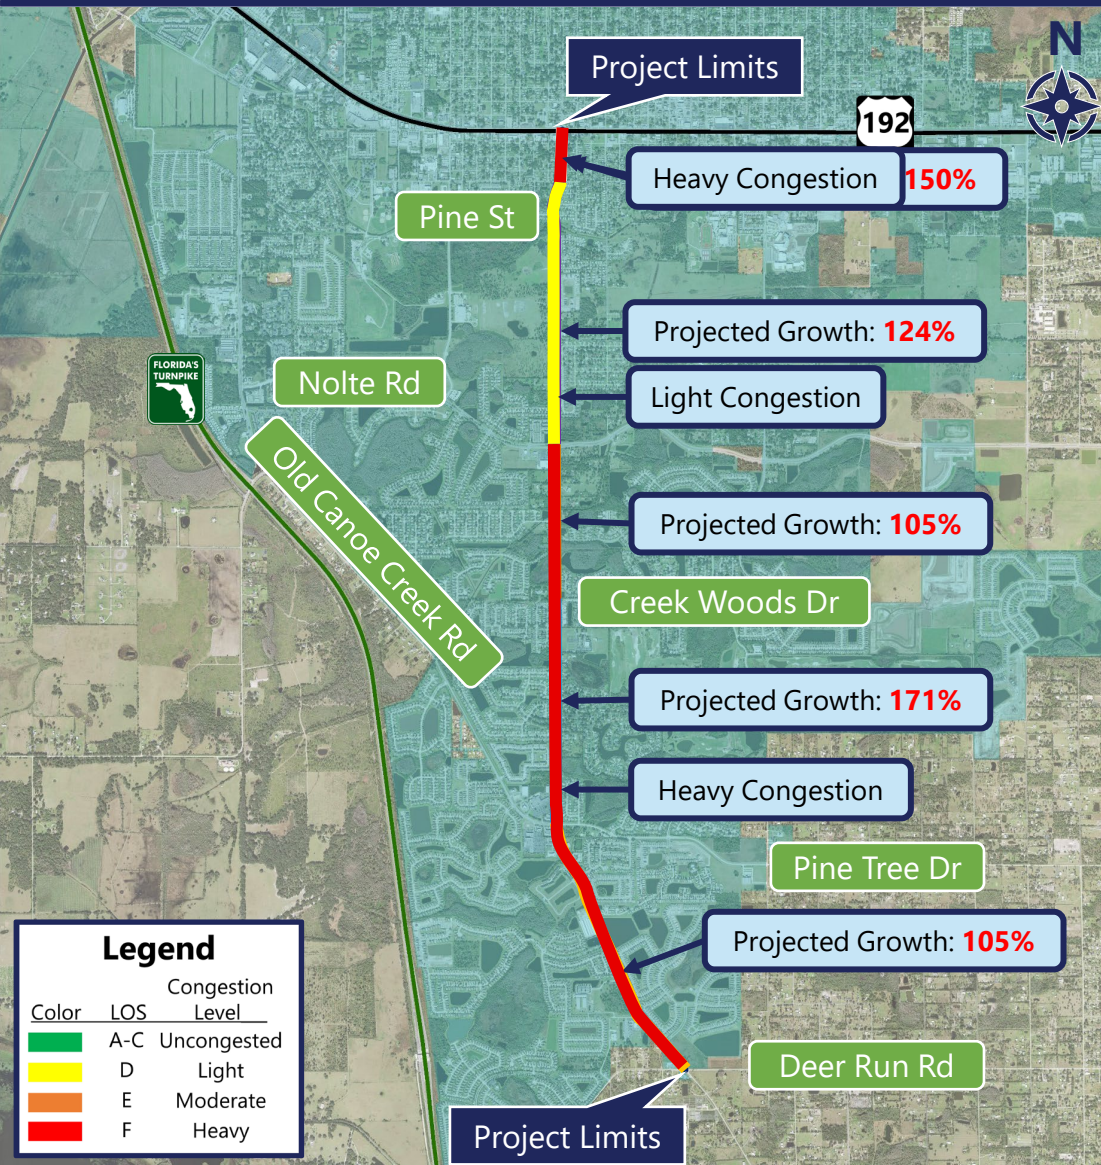 N
Project Limits
192
Heavy Congestion 150%
Pine St
Projected Growth: 124%
FLORIDA'S
TURNPIKE
Nolte Rd
Light Congestion
Old Canoe Creek Rd
Projected Growth: 105%
Creek Woods Dr
Projected Growth: 171%
Heavy Congestion
Pine Tree Dr
Projected Growth: 105%
Deer Run Rd
Project Limits
Legend
Color LOS Congestion Level
A-C Uncongested
D Light
E Moderate
F Heavy